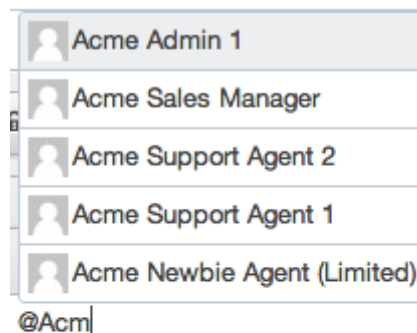 Acme Admin 1
Acme Sales Manager
Acme Support Agent 2
Acme Support Agent 1
Acme Newbie Agent (Limited)
@Acm